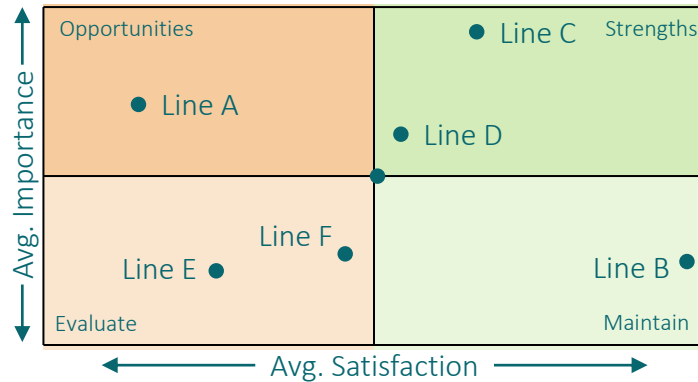 Opportunities
Strengths
Line C
Line A
Line D
Avg. Importance
Line F
Line E
Line B
Evaluate
Maintain
Avg. Satisfaction